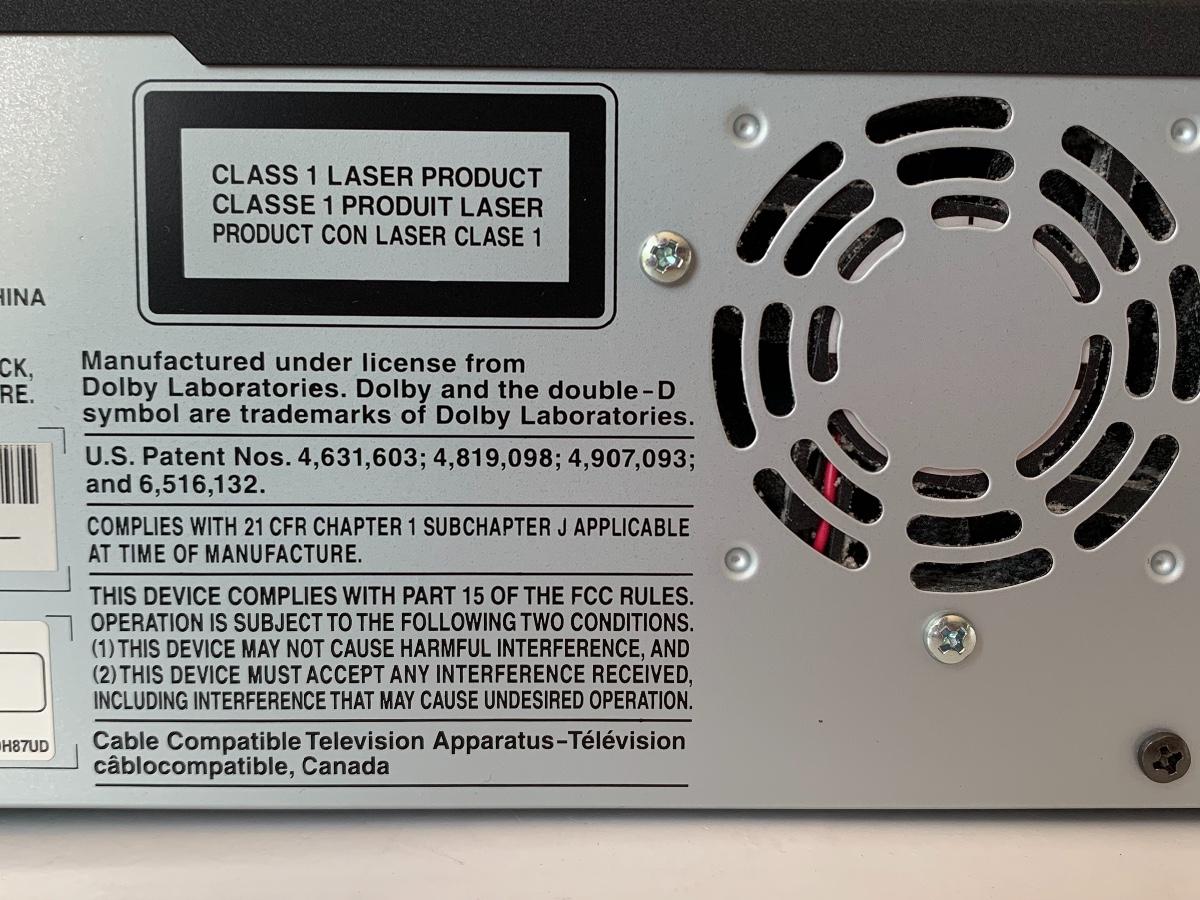 CLASS 1 LASER PRODUCT
CLASSE 1 PRODUIT LASER
PRODUCT CON LASER CLASE 1
Manufactured under license from
Dolby Laboratories. Dolby and the double-D
symbol are trademarks of Dolby Laboratories.
U.S. Patent Nos. 4,631,603; 4,819,098; 4,907,093;
and 6,516,132.
COMPLIES WITH 21 CFR CHAPTER 1 SUBCHAPTER J APPLICABLE
AT TIME OF MANUFACTURE.
THIS DEVICE COMPLIES WITH PART 15 OF THE FCC RULES.
OPERATION IS SUBJECT TO THE FOLLOWING TWO CONDITIONS.
(1) THIS DEVICE MAY NOT CAUSE HARMFUL INTERFERENCE, AND
(2) THIS DEVICE MUST ACCEPT ANY INTERFERENCE RECEIVED,
INCLUDING INTERFERENCE THAT MAY CAUSE UNDESIRED OPERATION.
Cable Compatible Television Apparatus-Télévision
câblocompatible, Canada